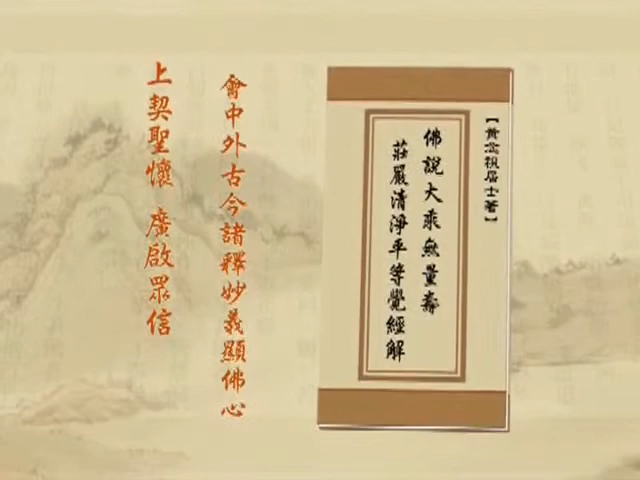 【黃念祖居士著】
佛說大乘無量壽
莊嚴清淨平等覺經解
會中外古今諸釋妙義顯佛心
上契聖懷 廣啟眾信